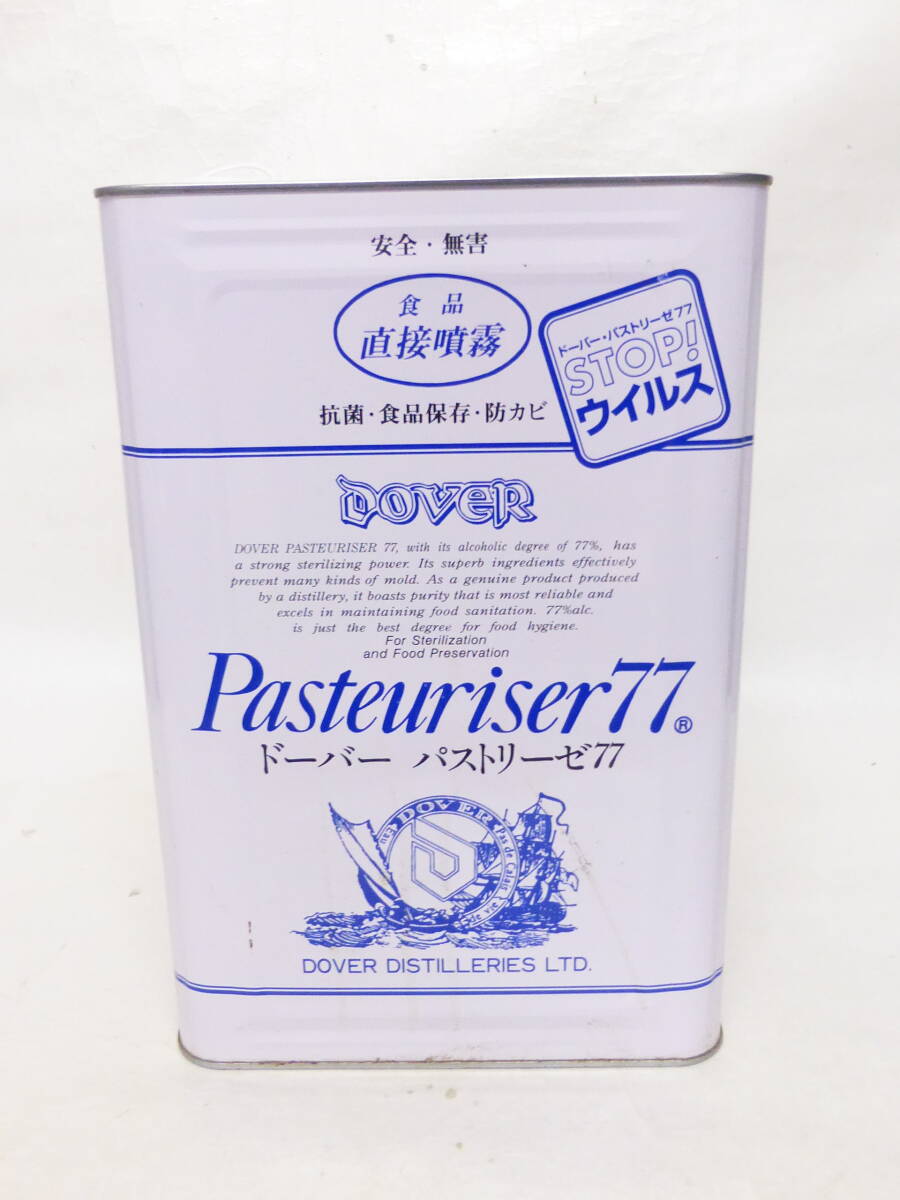 安全・無害
食品
直接噴霧
抗菌・食品保存・防カビ
ドーバー・パストリーゼ77
STOP!
ウイルス
DOVER
DOVER PASTEURISER 77, with its alcoholic degree of 77%, has
a strong sterilizing power. Its superb ingredients effectively
prevent many kinds of mold. As a genuine product produced
by a distillery, it boasts purity that is most reliable and
excels in maintaining food sanitation. 77%alc.
is just the best degree for food hygiene.
For Sterilization
and Food Preservation
Pasteuriser77®
ドーバー パストリーゼ77
DOVER
Pas de Calais
DOVER DISTILLERIES LTD.